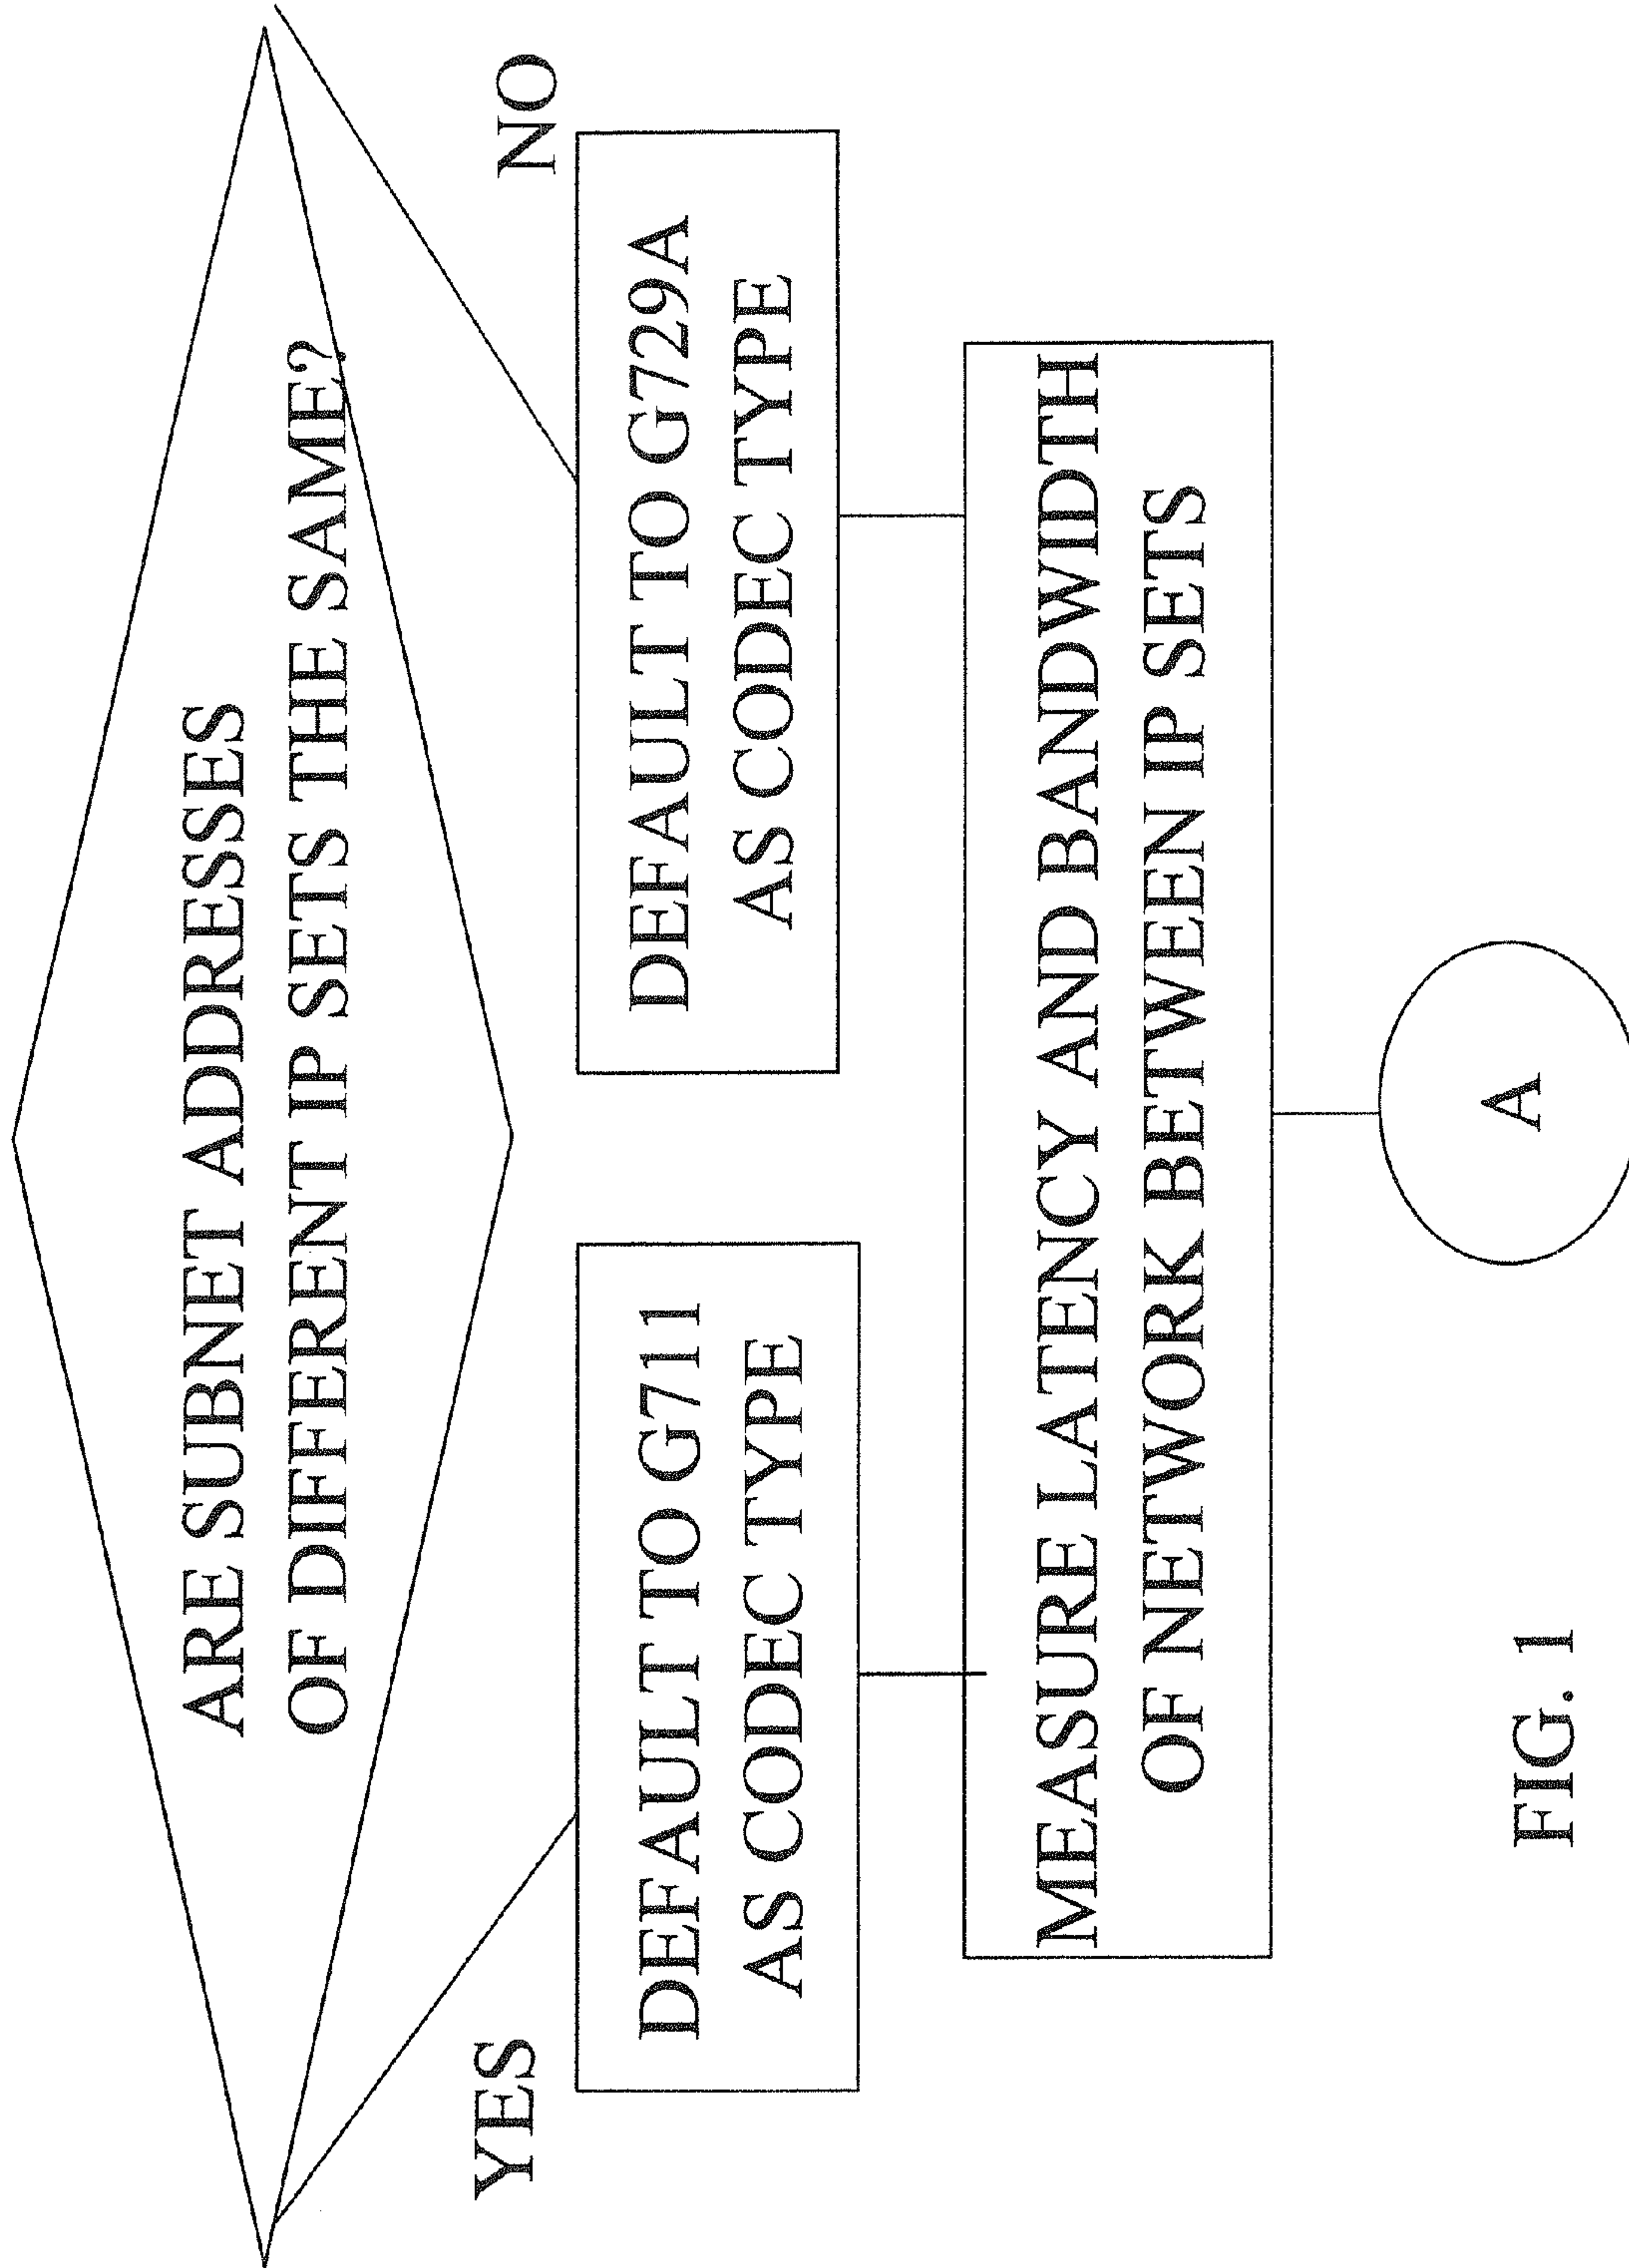 ARE SUBNET ADDRESSES
OF DIFFERENT IP SETS THE SAME?
YES
NO
DEFAULT TO G711
AS CODEC TYPE
DEFAULT TO G729A
AS CODEC TYPE
MEASURE LATENCY AND BANDWIDTH
OF NETWORK BETWEEN IP SETS
A
FIG. 1